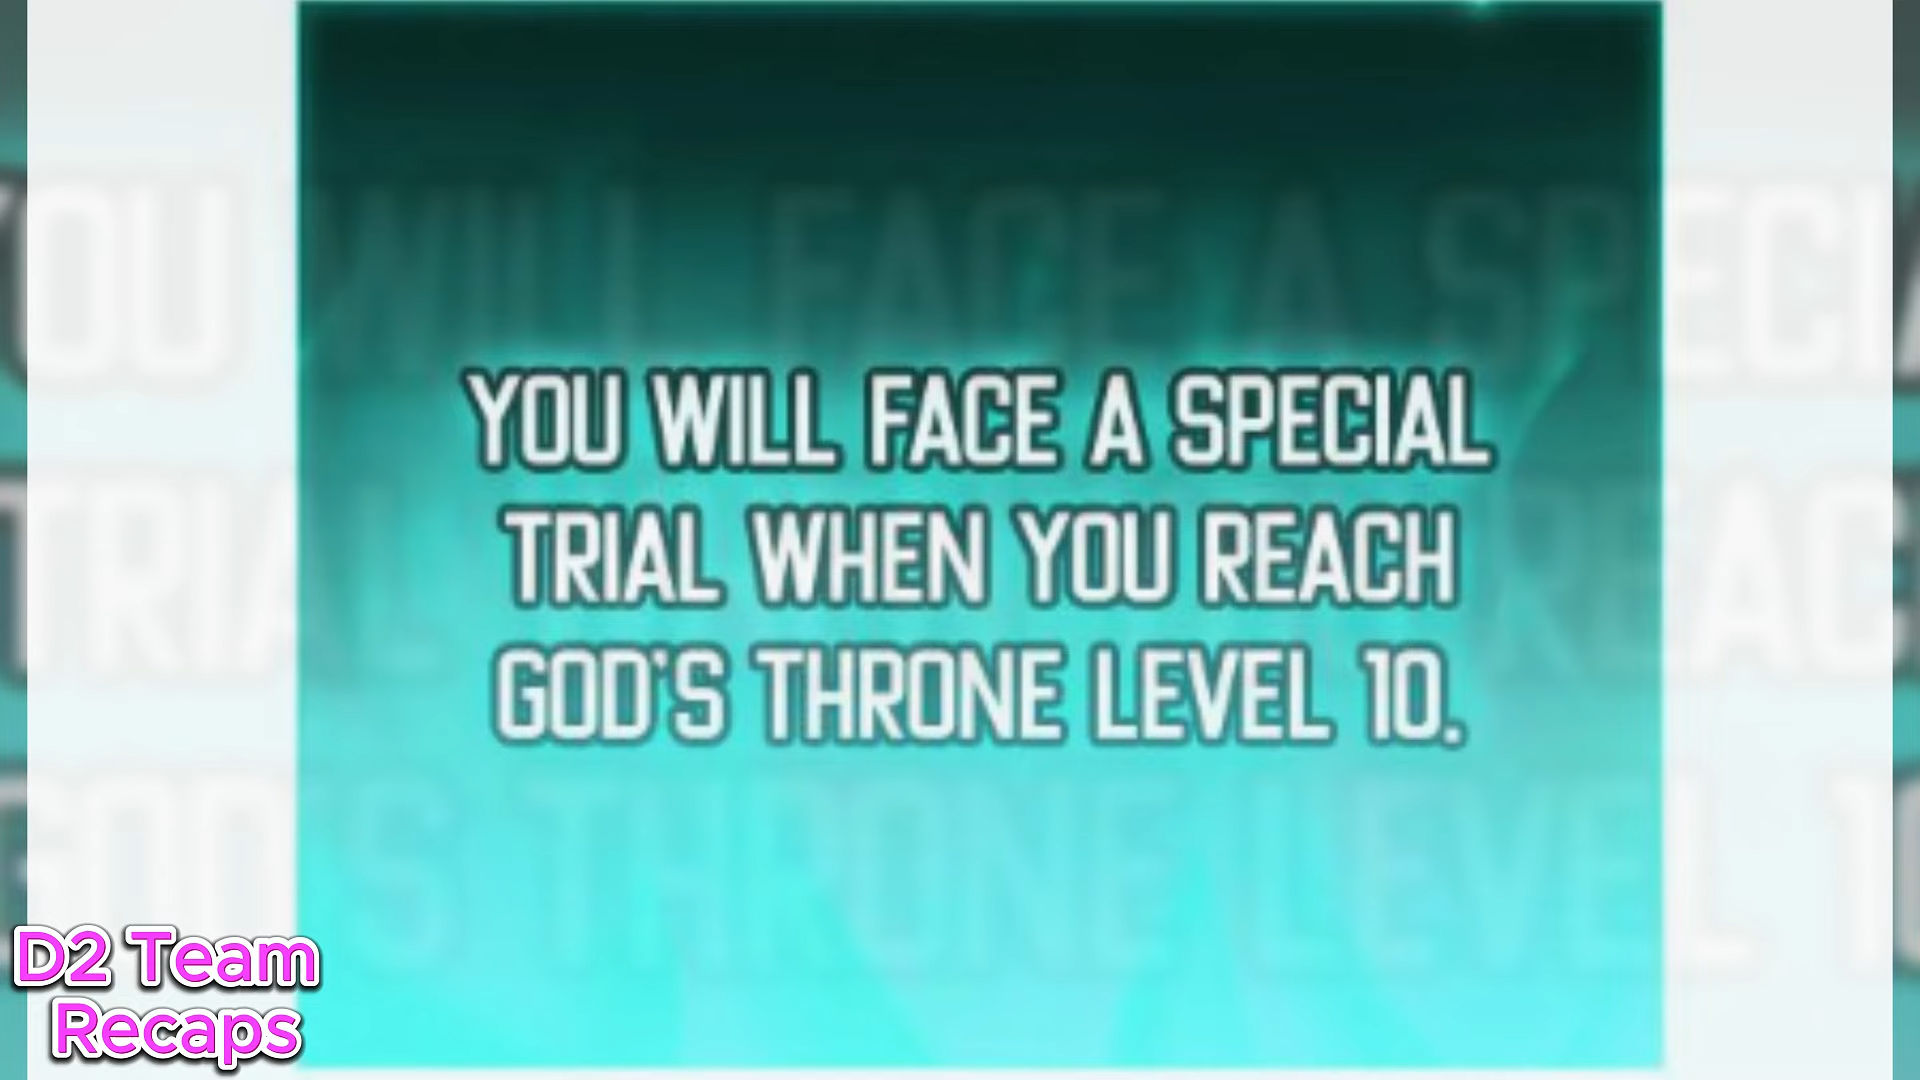 YOU WILL FACE A SPECIAL
TRIAL WHEN YOU REACH
GOD'S THRONE LEVEL 10.
D2 Team
Recaps